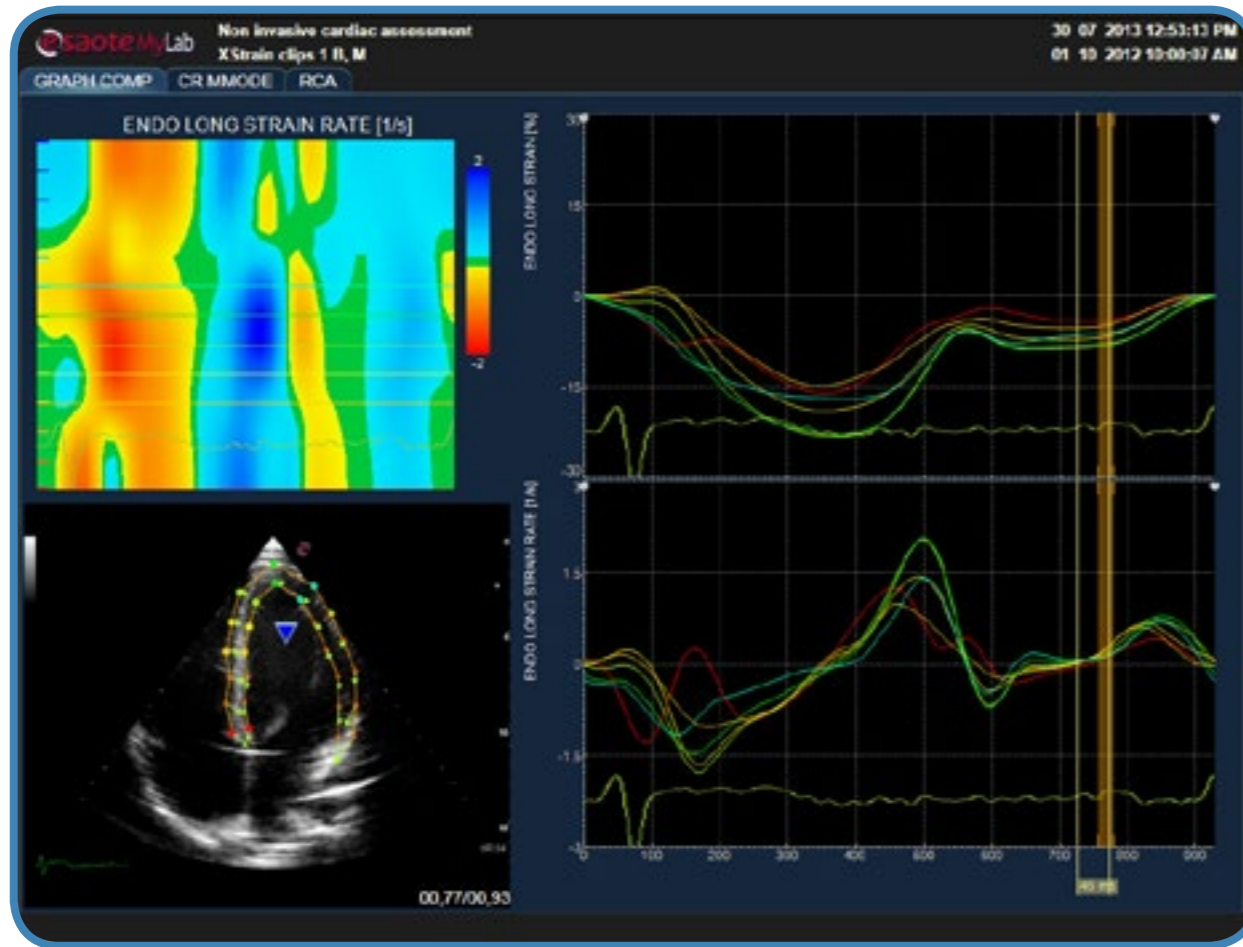 esaote MyLab
Non invasive cardiac assessment
XStrain clips 1 B, M
30 07 2013 12:53:13 PM
01 10 2012 10:00:07 AM
GRAPH.COMP CR MMODE RCA
ENDO LONG STRAIN RATE [1/s]
2
-2
ENDO LONG STRAIN [%]
30
15
0
-15
-30
ENDO LONG STRAIN RATE [1/s]
3
1.5
0
-1.5
-3
0 100 200 300 400 500 600 700 800 900
00,77/00,93